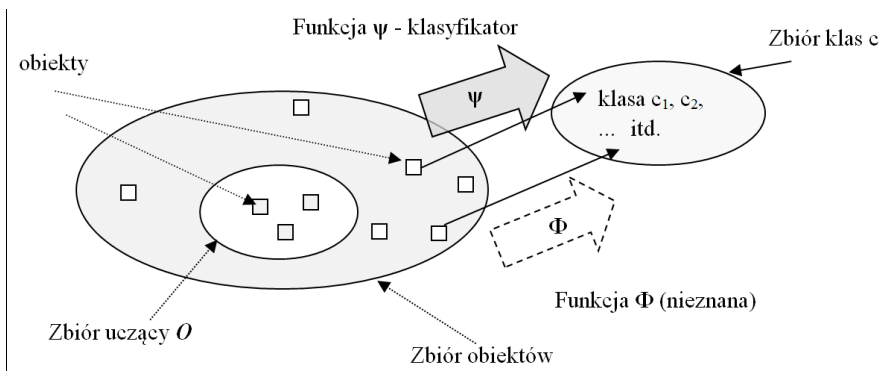 Funkcja ψ - klasyfikator
Zbiór klas c
obiekty
ψ
klasa c₁, c₂,
... itd.
Φ
Funkcja Φ (nieznana)
Zbiór uczący O
Zbiór obiektów